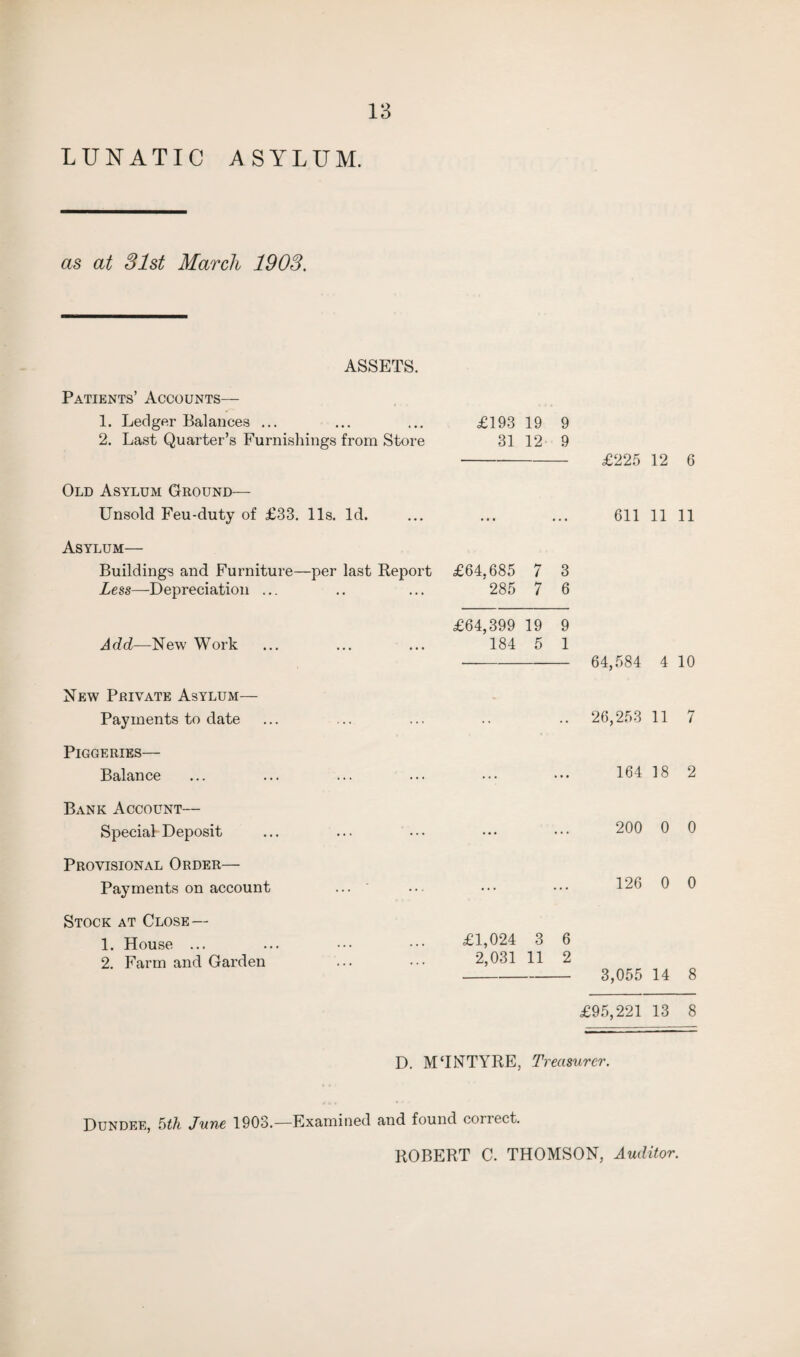 13
LUNATIC ASYLUM.
as at 31st March 1903.
ASSETS.
Patients' Accounts—
1. Ledger Balances ... ... ... £193 19 9
2. Last Quarter's Furnishings from Store 31 12 9
£225 12 6
Old Asylum Ground—
Unsold Feu-duty of £33. 11s. 1d. ... ... ... 611 11 11
Asylum—
Buildings and Furniture—per last Report £64,685 7 3
Less—Depreciation ... .. ... 285 7 6
£64,399 19 9
Add—New Work ... ... ... 184 5 1
64,584 4 10
New Private Asylum—
Payments to date ... ... ... .. .. 26,253 11 7
Piggeries—
Balance ... ... ... ... ... ... 164 18 2
Bank Account—
Special Deposit ... ... ... ... ... 200 0 0
Provisional Order—
Payments on account ... ... ... ... 126 0 0
Stock at Close—
1. House ... ... ... ... £1,024 3 6
2. Farm and Garden ... ... 2,031 11 2
3,055 14 8
£95,221 13 8
D. M‘INTYRE, Treasurer.
Dundee, 5th June 1903.—Examined and found correct.
ROBERT C. THOMSON, Auditor.